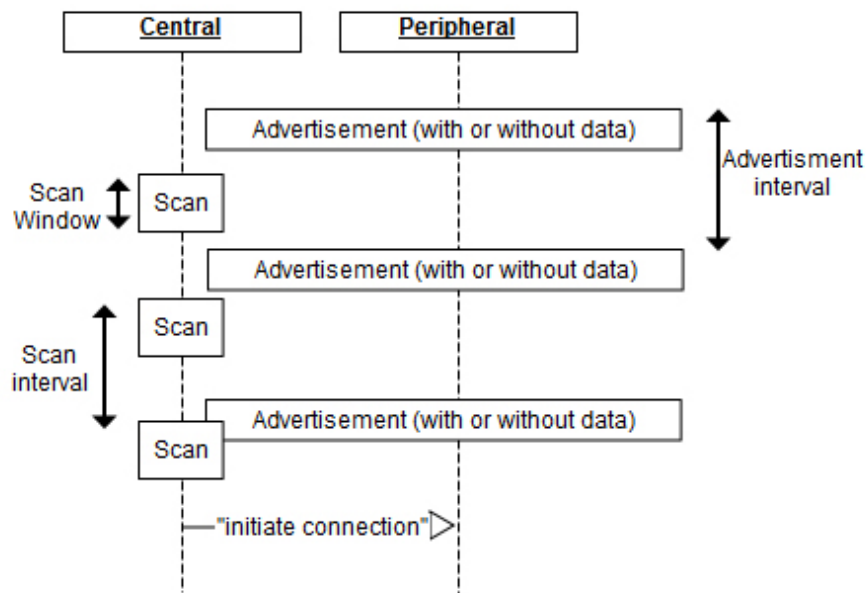 Central
Peripheral
Advertisement (with or without data)
Advertisment
interval
Scan
Window
Scan
Advertisement (with or without data)
Scan
Scan
interval
Advertisement (with or without data)
Scan
"initiate connection"